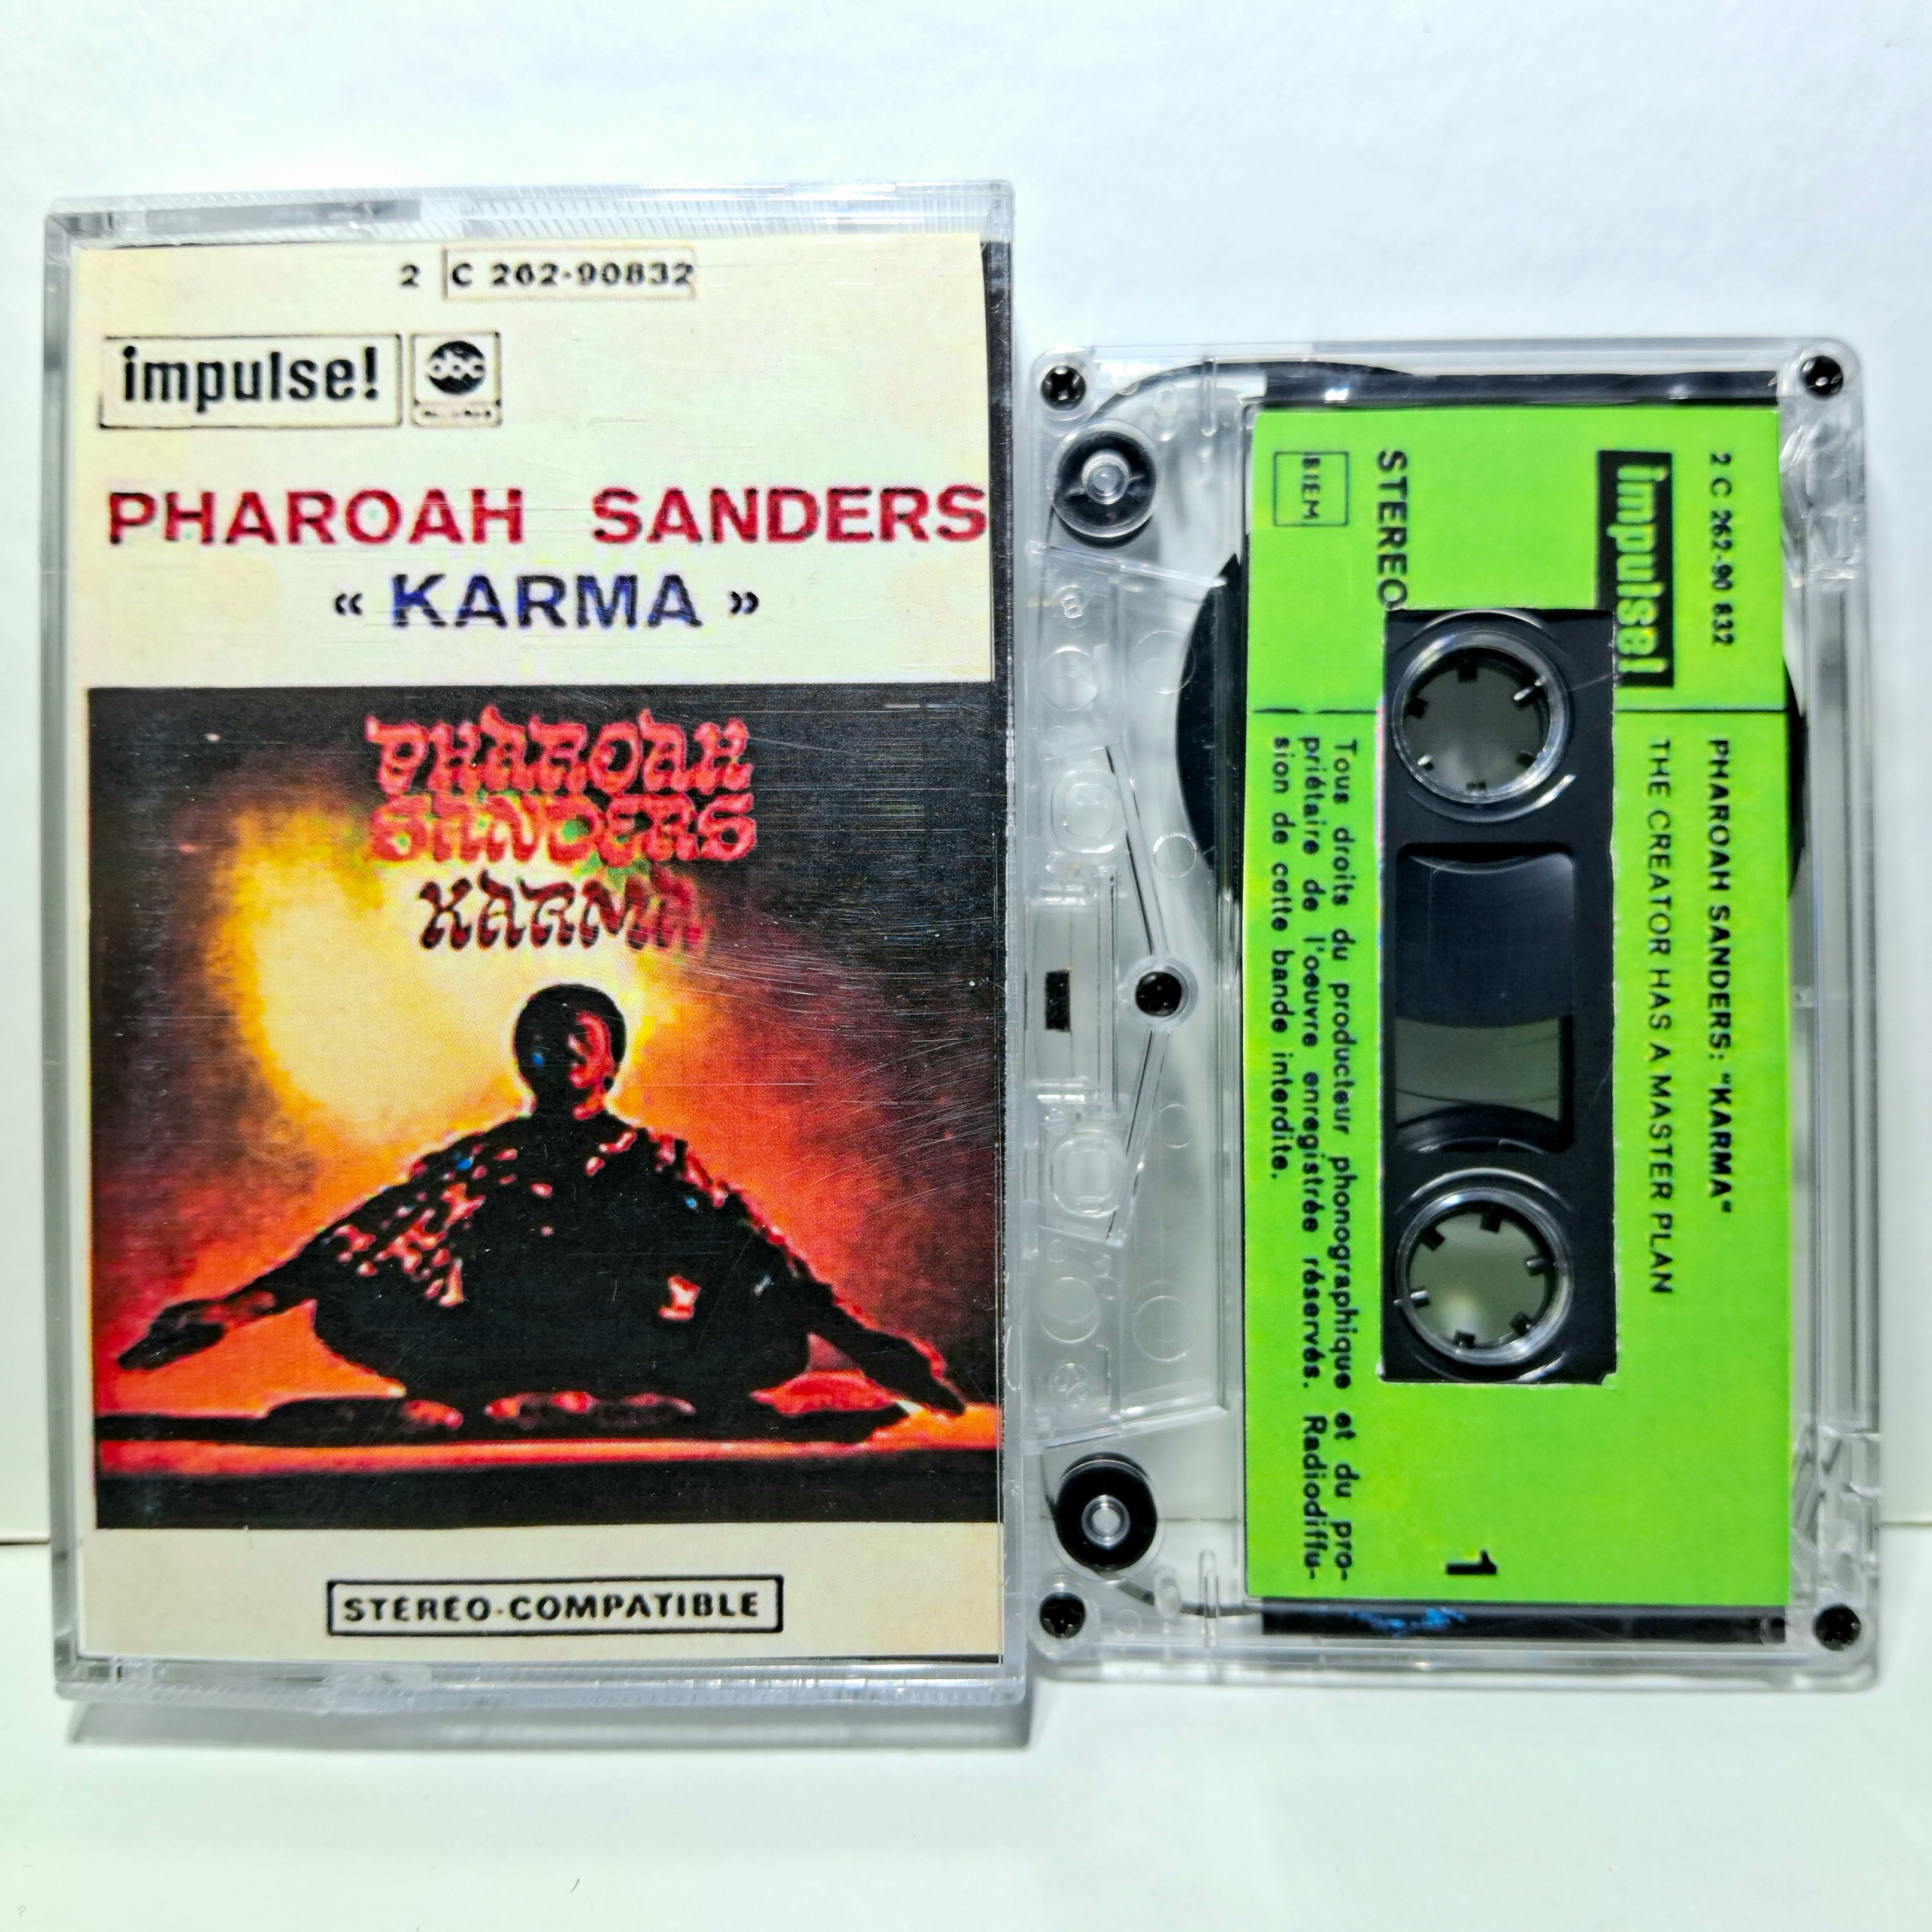 2 C 262-90832
impulse!
abc
PHAROAH SANDERS
« KARMA »
PHAROAH
SANDERS
KARMA
STÉRÉO-COMPATIBLE
2 C 262-90 832
impulse!
STEREO
BIEM
PHAROAH SANDERS: "KARMA"
THE CREATOR HAS A MASTER PLAN
Tous droits du producteur phonographique et du pro-
priétaire de l'oeuvre enregistrée réservés. Radiodiffu-
sion de cette bande interdite.
1